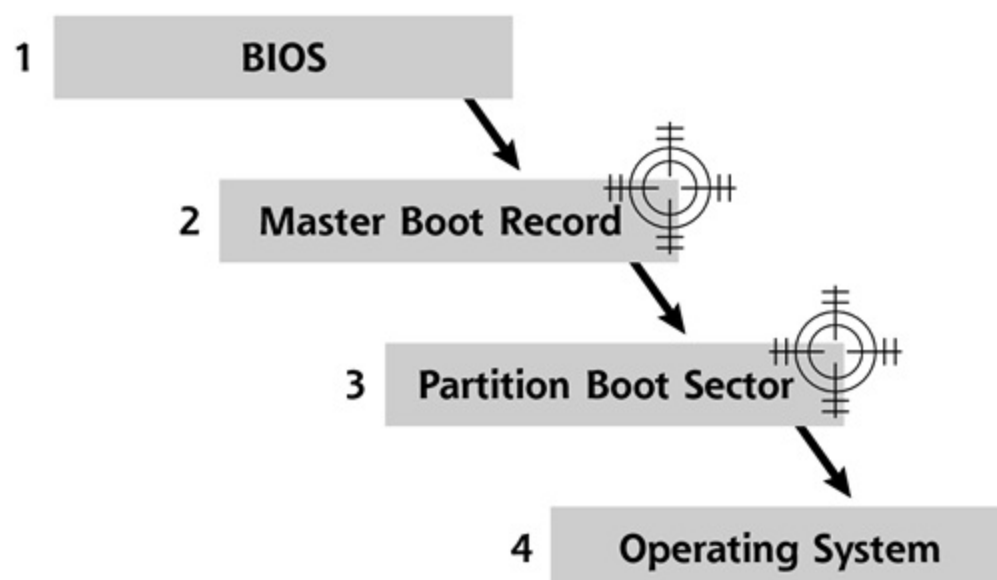 1 BIOS
2 Master Boot Record
3 Partition Boot Sector
4 Operating System